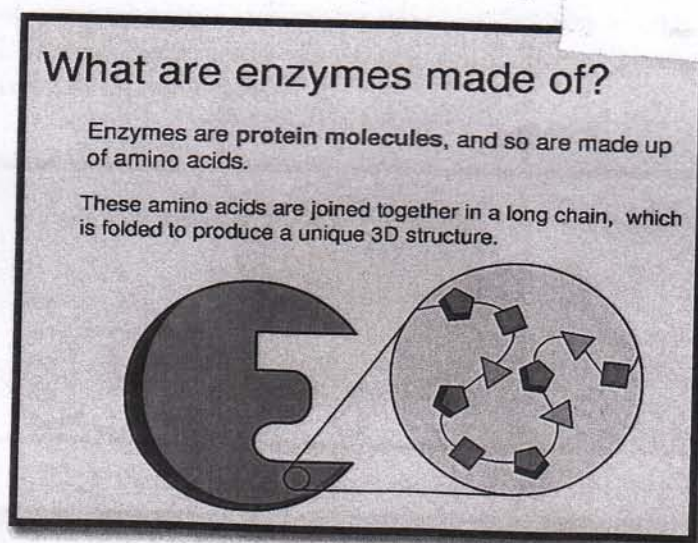 What are enzymes made of?
Enzymes are protein molecules, and so are made up
of amino acids.
These amino acids are joined together in a long chain, which
is folded to produce a unique 3D structure.